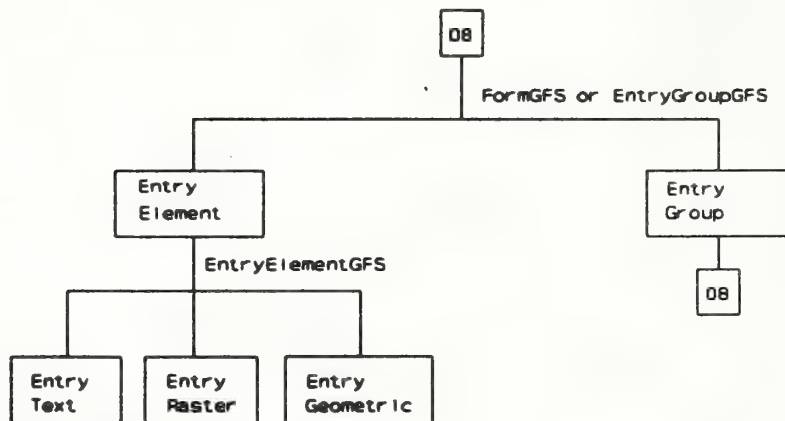 08
FormGFS or EntryGroupGFS
Entry
Element
Entry
Group
EntryElementGFS
08
Entry
Text
Entry
Raster
Entry
Geometric